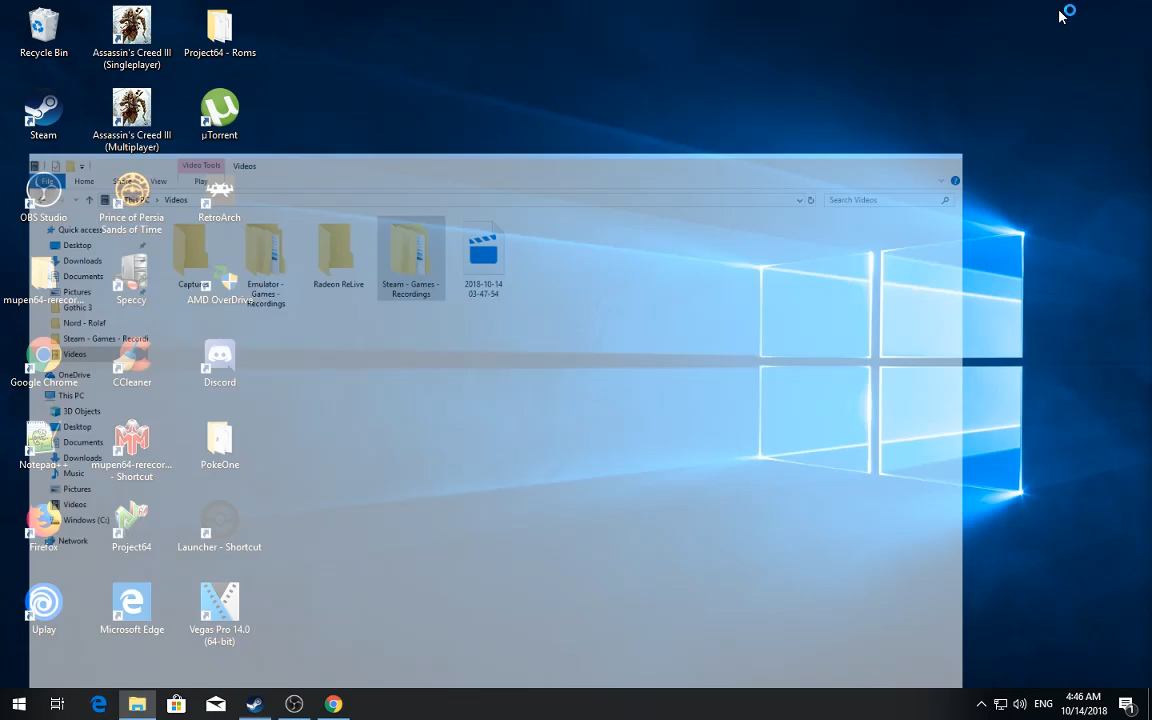 Recycle Bin
Assassin's Creed III
(Singleplayer)
Project64 - Roms
Steam
Assassin's Creed III
(Multiplayer)
µTorrent
Video Tools
Videos
File
Home
Share
View
Play
This PC
Videos
Search Videos
OBS Studio
Prince of Persia
Sands of Time
RetroArch
Quick access
Desktop
Downloads
Documents
Pictures
Gothic 3
Nord - Rolaf
Steam - Games - Recordi
Videos
OneDrive
This PC
3D Objects
Desktop
Documents
Downloads
Music
Pictures
Videos
Windows (C:)
Network
Captures
Emulator -
Games -
Recordings
Radeon ReLive
Steam - Games -
Recordings
2018-10-14
03-47-54
mupen64-rerecor...
Speccy
AMD OverDrive
Google Chrome
CCleaner
Discord
Notepad++
mupen64-rerecor...
- Shortcut
PokeOne
Firefox
Project64
Launcher - Shortcut
Uplay
Microsoft Edge
Vegas Pro 14.0
(64-bit)
ENG
4:46 AM
10/14/2018
1